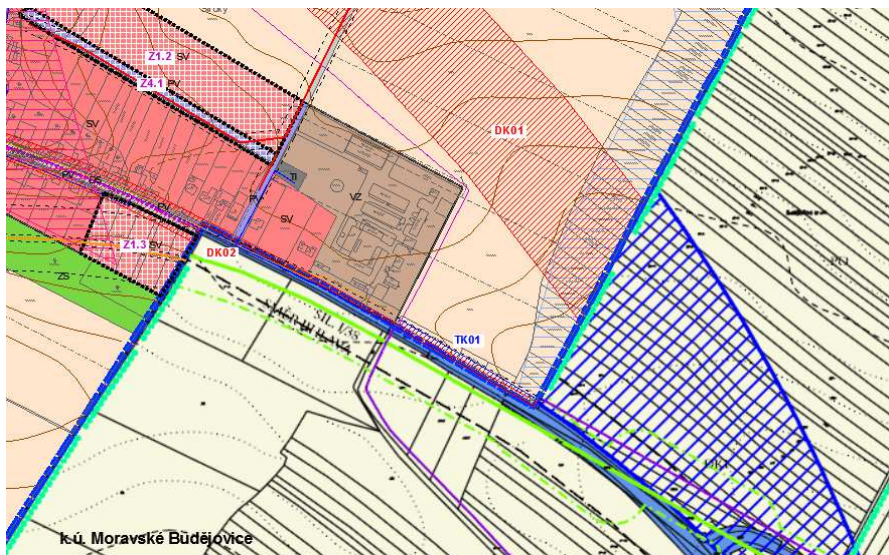 Z1.2 SV
Z4.1 PV
SV
DK01
TI
VZ
PV
SV
PV
Z1.3 SV
ZS
DK02
SIL. I/38
TK01
k.ú. Moravské Budějovice